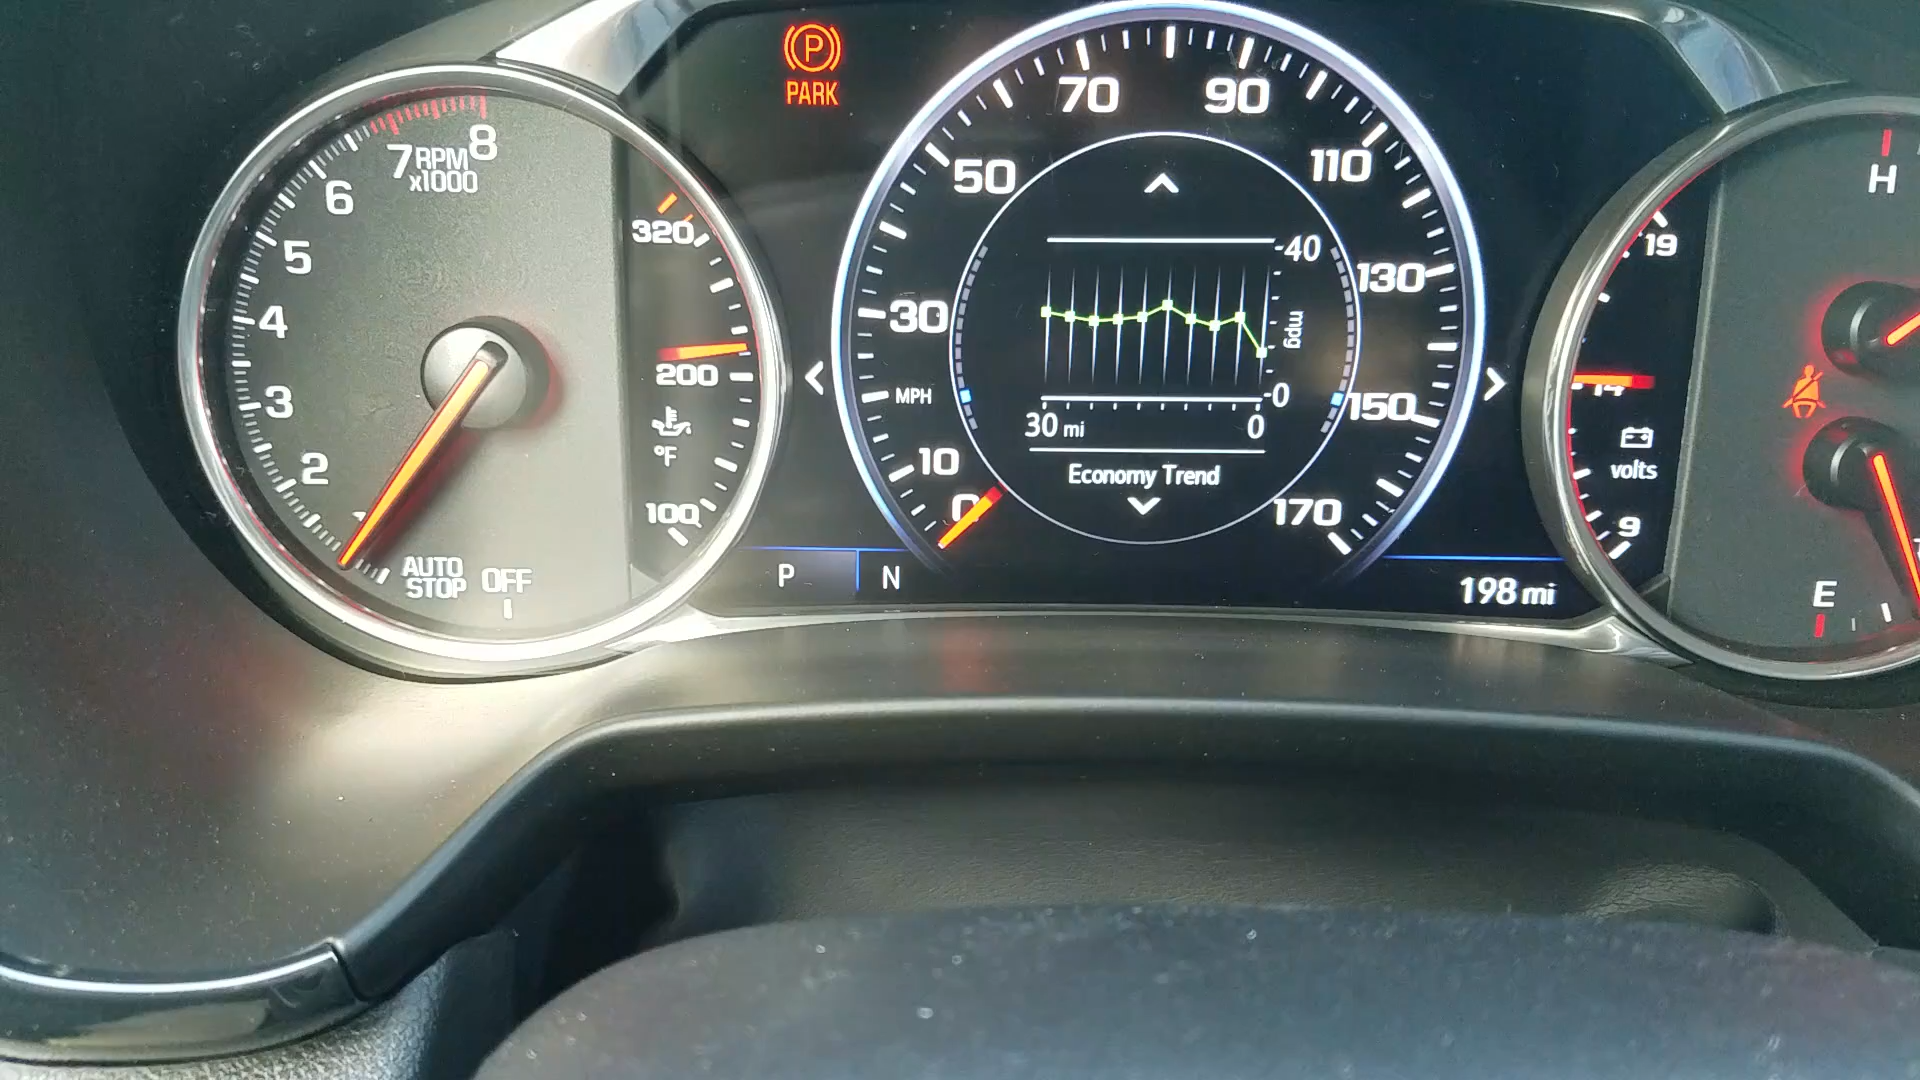 P
PARK
8
7 RPM
x1000
6
5
4
3
2
AUTO
STOP
OFF
320
200
°F
100
70
90
50
110
30
130
MPH
150
10
0
170
-40
mpg
-0
30 mi
0
Economy Trend
P
N
198 mi
19
14
volts
9
H
E